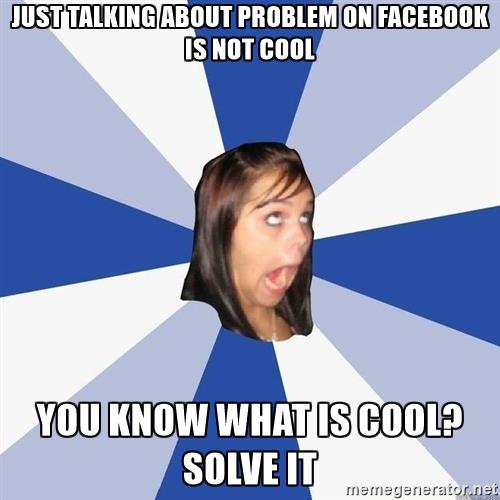 JUST TALKING ABOUT PROBLEM ON FACEBOOK
IS NOT COOL
YOU KNOW WHAT IS COOL?
SOLVE IT
memegenerator.net